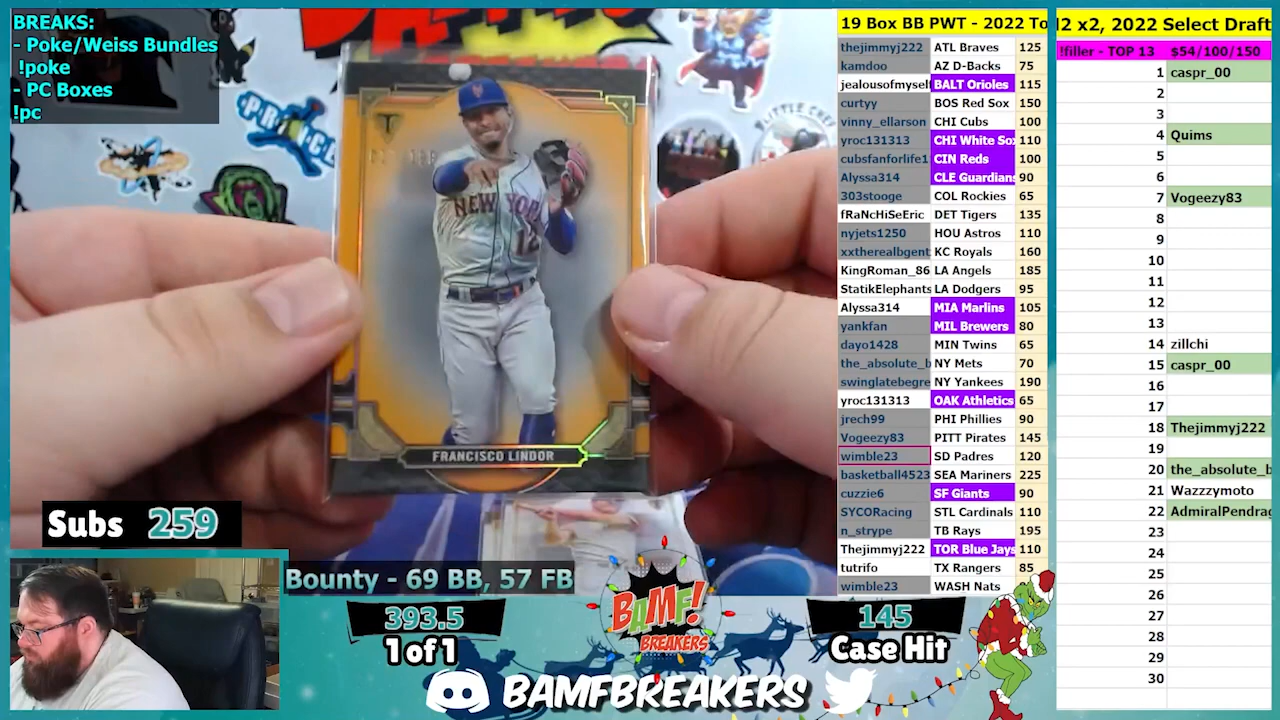 BREAKS:
- Poke/Weiss Bundles
!poke
- PC Boxes
!pc
LITTLE CHEF
NEW YORK
12
FRANCISCO LINDOR
Subs 259
Bounty - 69 BB, 57 FB
393.5
1 of 1
BAMF!
BREAKERS
145
Case Hit
BAMFBREAKERS
19 Box BB PWT - 2022 To
thejimmyj222 ATL Braves 125
kamdoo AZ D-Backs 75
jealousofmysel BALT Orioles 115
curtyy BOS Red Sox 150
vinny_ellarson CHI Cubs 100
yroc131313 CHI White Sox 110
cubsfanforlife1 CIN Reds 100
Alyssa314 CLE Guardians 90
303stooge COL Rockies 65
fRaNcHiSeEric DET Tigers 135
nyjets1250 HOU Astros 110
xxtherealbgent KC Royals 160
KingRoman_86 LA Angels 185
StatikElephants LA Dodgers 95
Alyssa314 MIA Marlins 105
yankfan MIL Brewers 80
dayo1428 MIN Twins 65
the_absolute_b NY Mets 70
swinglatebegre NY Yankees 190
yroc131313 OAK Athletics 65
jrech99 PHI Phillies 90
Vogeezy83 PITT Pirates 145
wimble23 SD Padres 120
basketball4523 SEA Mariners 225
cuzzie6 SF Giants 90
SYCORacing STL Cardinals 110
n_strype TB Rays 195
Thejimmyj222 TOR Blue Jays 110
tutrifo TX Rangers 85
wimble23 WASH Nats
2 x2, 2022 Select Draft
!filler - TOP 13 $54/100/150
1 caspr_00
2
3
4 Quims
5
6
7 Vogeezy83
8
9
10
11
12
13
14 zillchi
15 caspr_00
16
17
18 Thejimmyj222
19
20 the_absolute_b
21 Wazzzymoto
22 AdmiralPendrag
23
24
25
26
27
28
29
30